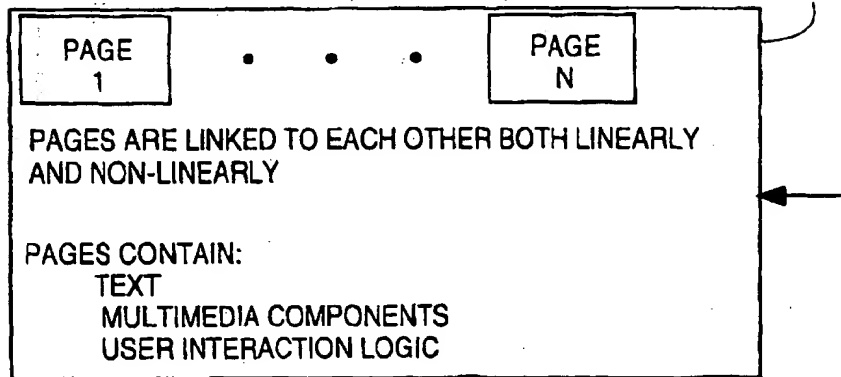 PAGE 1 • • • PAGE N
PAGES ARE LINKED TO EACH OTHER BOTH LINEARLY
AND NON-LINEARLY
PAGES CONTAIN:
TEXT
MULTIMEDIA COMPONENTS
USER INTERACTION LOGIC